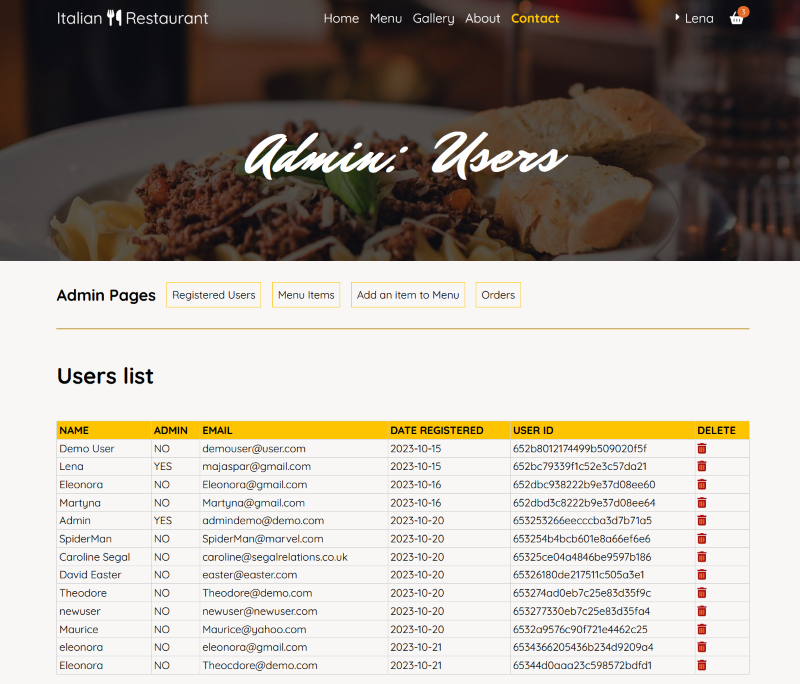 Italian Restaurant Home Menu Gallery About Contact Lena 3
Admin: Users
Admin Pages Registered Users Menu Items Add an item to Menu Orders
Users list
NAME ADMIN EMAIL DATE REGISTERED USER ID DELETE
Demo User NO demouser@user.com 2023-10-15 652b8012174499b509020f5f
Lena YES majaspar@gmail.com 2023-10-15 652bc79339f1c52e3c57da21
Eleonora NO Eleonora@gmail.com 2023-10-16 652dbc938222b9e37d08ee60
Martyna NO Martyna@gmail.com 2023-10-16 652dbd3c8222b9e37d08ee64
Admin YES admindemo@demo.com 2023-10-20 653253266eecccba3d7b71a5
SpiderMan NO SpiderMan@marvel.com 2023-10-20 653254b4bcb601e8a66ef6e6
Caroline Segal NO caroline@segalrelations.co.uk 2023-10-20 65325ce04a4846be9597b186
David Easter NO easter@easter.com 2023-10-20 65326180de217511c505a3e1
Theodore NO Theodore@demo.com 2023-10-20 653274ad0eb7c25e83d35f9c
newuser NO newuser@newuser.com 2023-10-20 653277330eb7c25e83d35fa4
Maurice NO Maurice@yahoo.com 2023-10-20 6532a9576c90f721e4462c25
eleonora NO eleonora@gmail.com 2023-10-21 6534366205436b234d9209a4
Eleonora NO Theocdore@demo.com 2023-10-21 65344d0aaa23c598572bdfd1